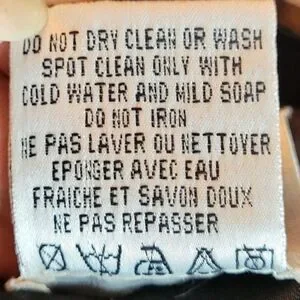 DO NOT DRY CLEAN OR WASH
SPOT CLEAN ONLY WITH
COLD WATER AND MILD SOAP
DO NOT IRON
NE PAS LAVER OU NETTOYER
EPONGER AVEC EAU
FRAICHE ET SAVON DOUX
NE PAS REPASSER